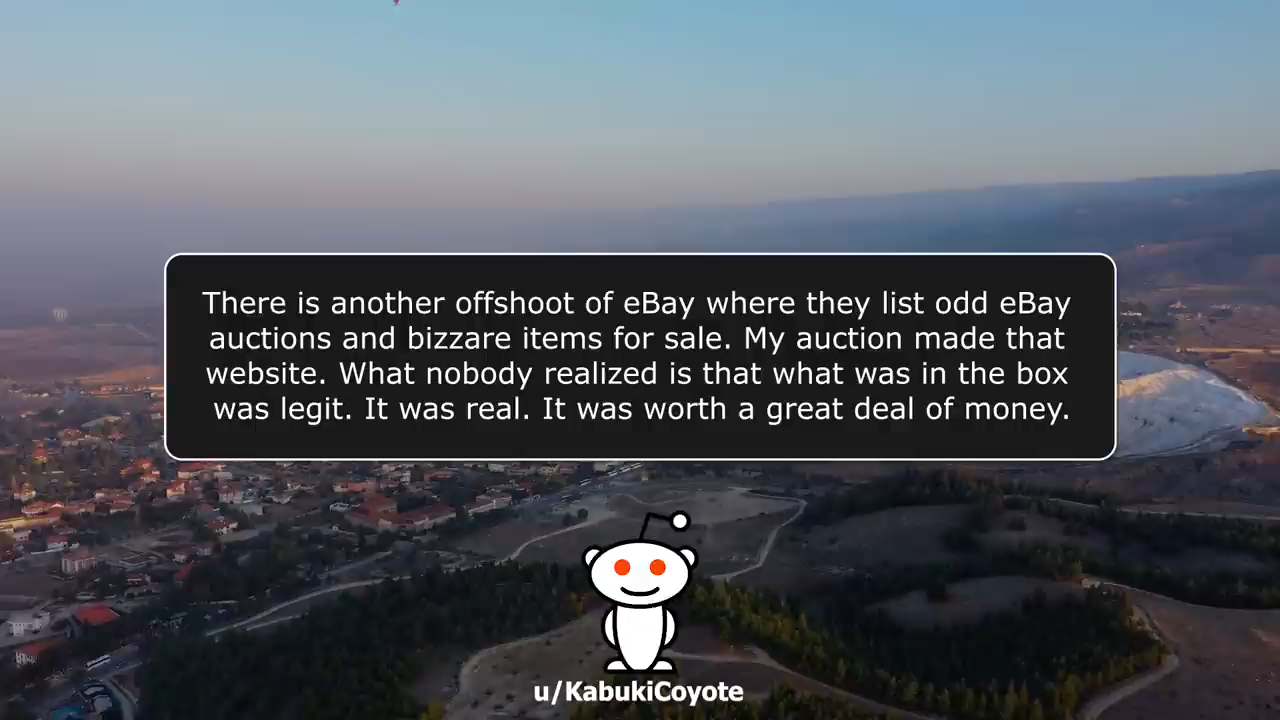 There is another offshoot of eBay where they list odd eBay
auctions and bizzare items for sale. My auction made that
website. What nobody realized is that what was in the box
was legit. It was real. It was worth a great deal of money.
u/KabukiCoyote